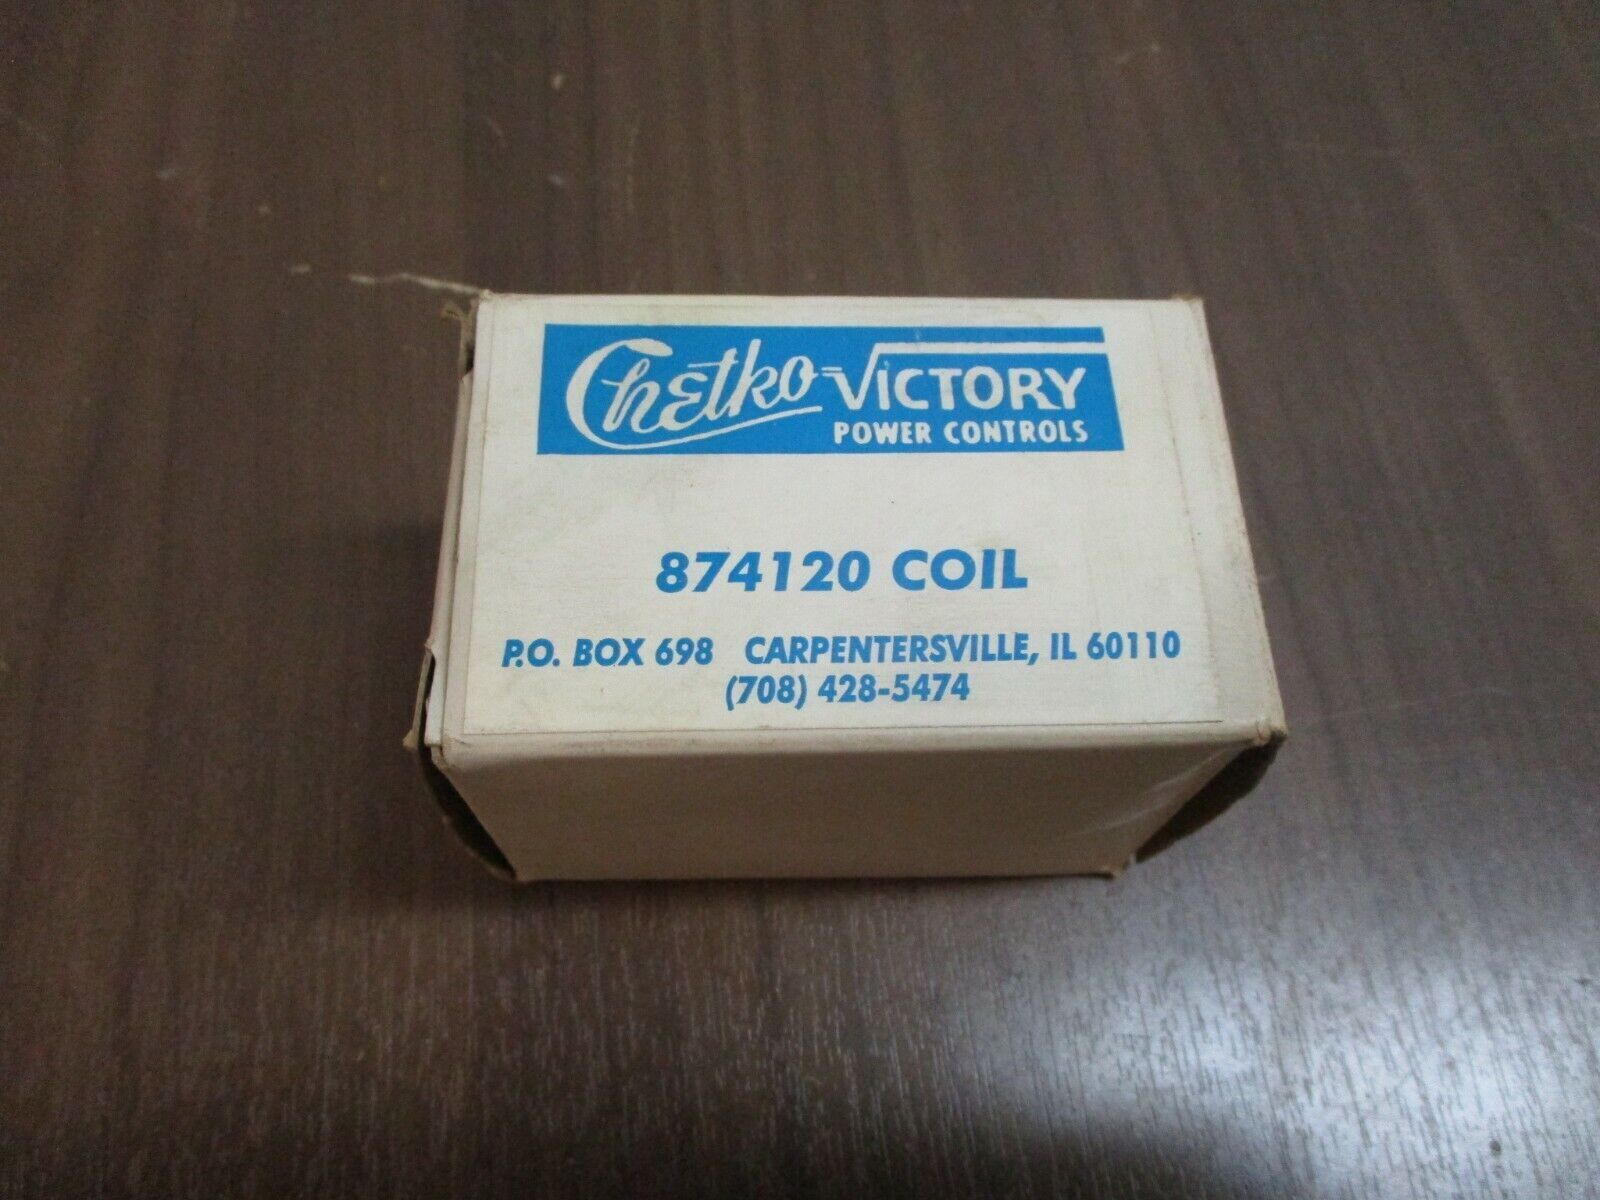 Chetko-VICTORY
POWER CONTROLS
874120 COIL
P.O. BOX 698 CARPENTERSVILLE, IL 60110
(708) 428-5474